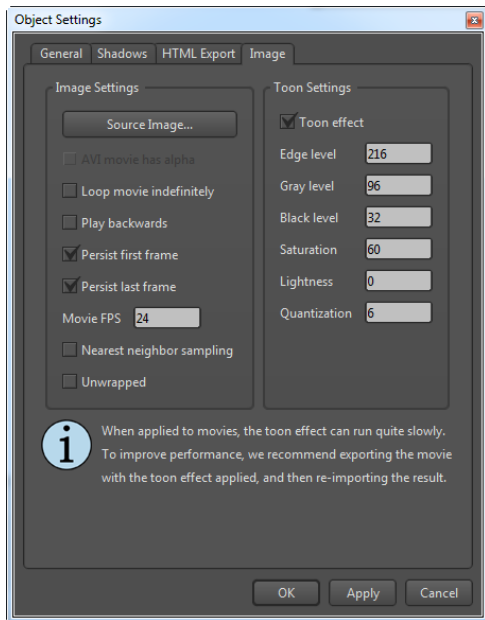 Object Settings
General Shadows HTML Export Image
Image Settings
Source Image...
AVI movie has alpha
Loop movie indefinitely
Play backwards
Persist first frame
Persist last frame
Movie FPS 24
Nearest neighbor sampling
Unwrapped
Toon Settings
Toon effect
Edge level 216
Gray level 96
Black level 32
Saturation 60
Lightness 0
Quantization 6
When applied to movies, the toon effect can run quite slowly.
To improve performance, we recommend exporting the movie
with the toon effect applied, and then re-importing the result.
OK Apply Cancel